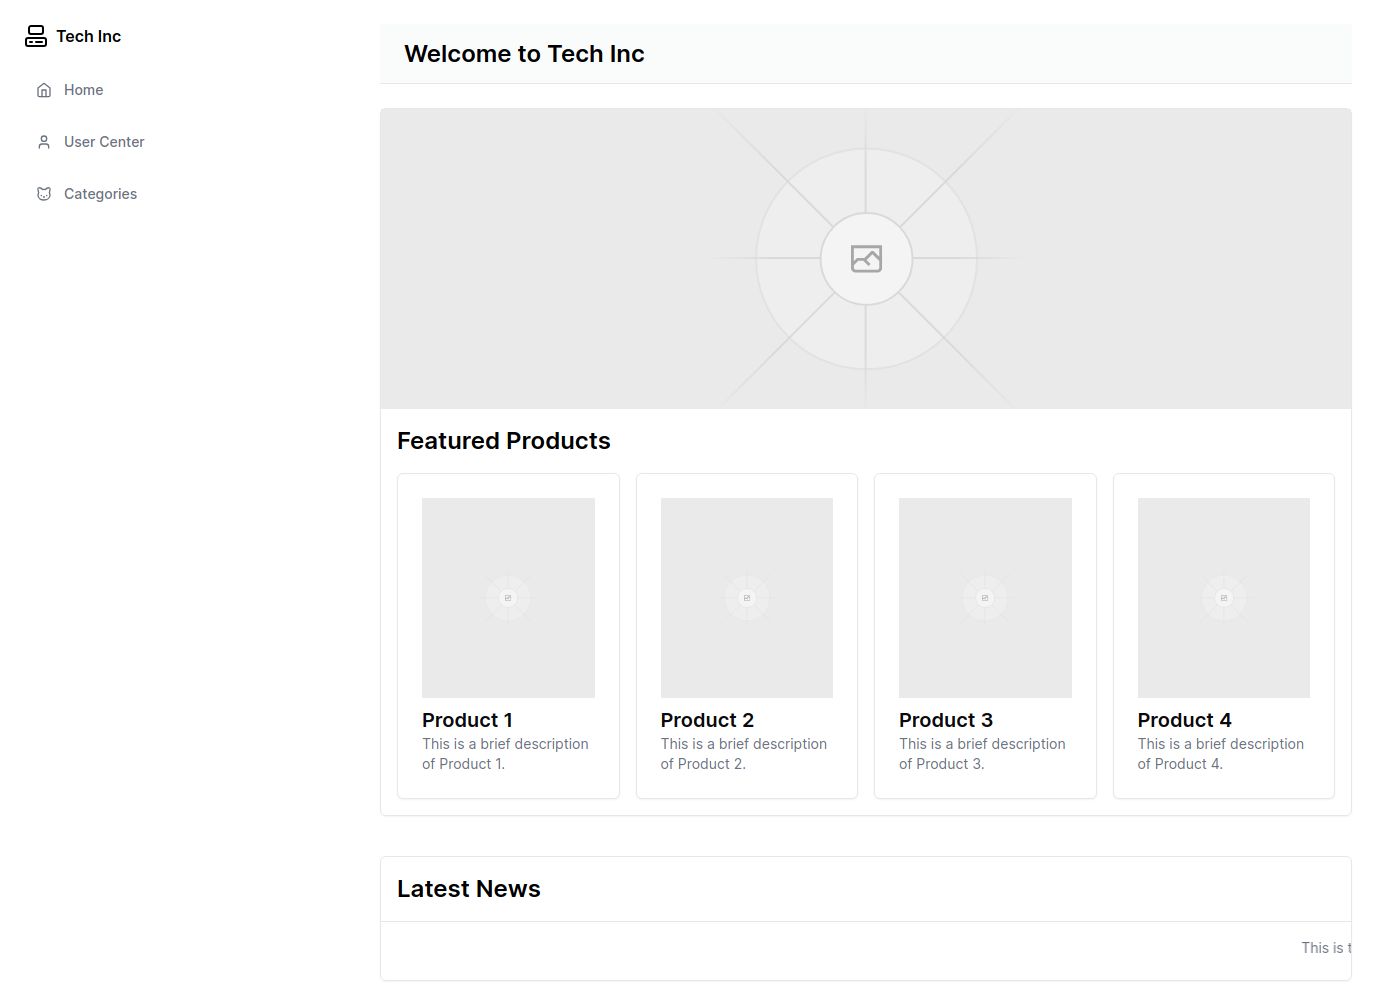 Tech Inc
Home
User Center
Categories
Welcome to Tech Inc
Featured Products
Product 1
This is a brief description
of Product 1.
Product 2
This is a brief description
of Product 2.
Product 3
This is a brief description
of Product 3.
Product 4
This is a brief description
of Product 4.
Latest News
This is t